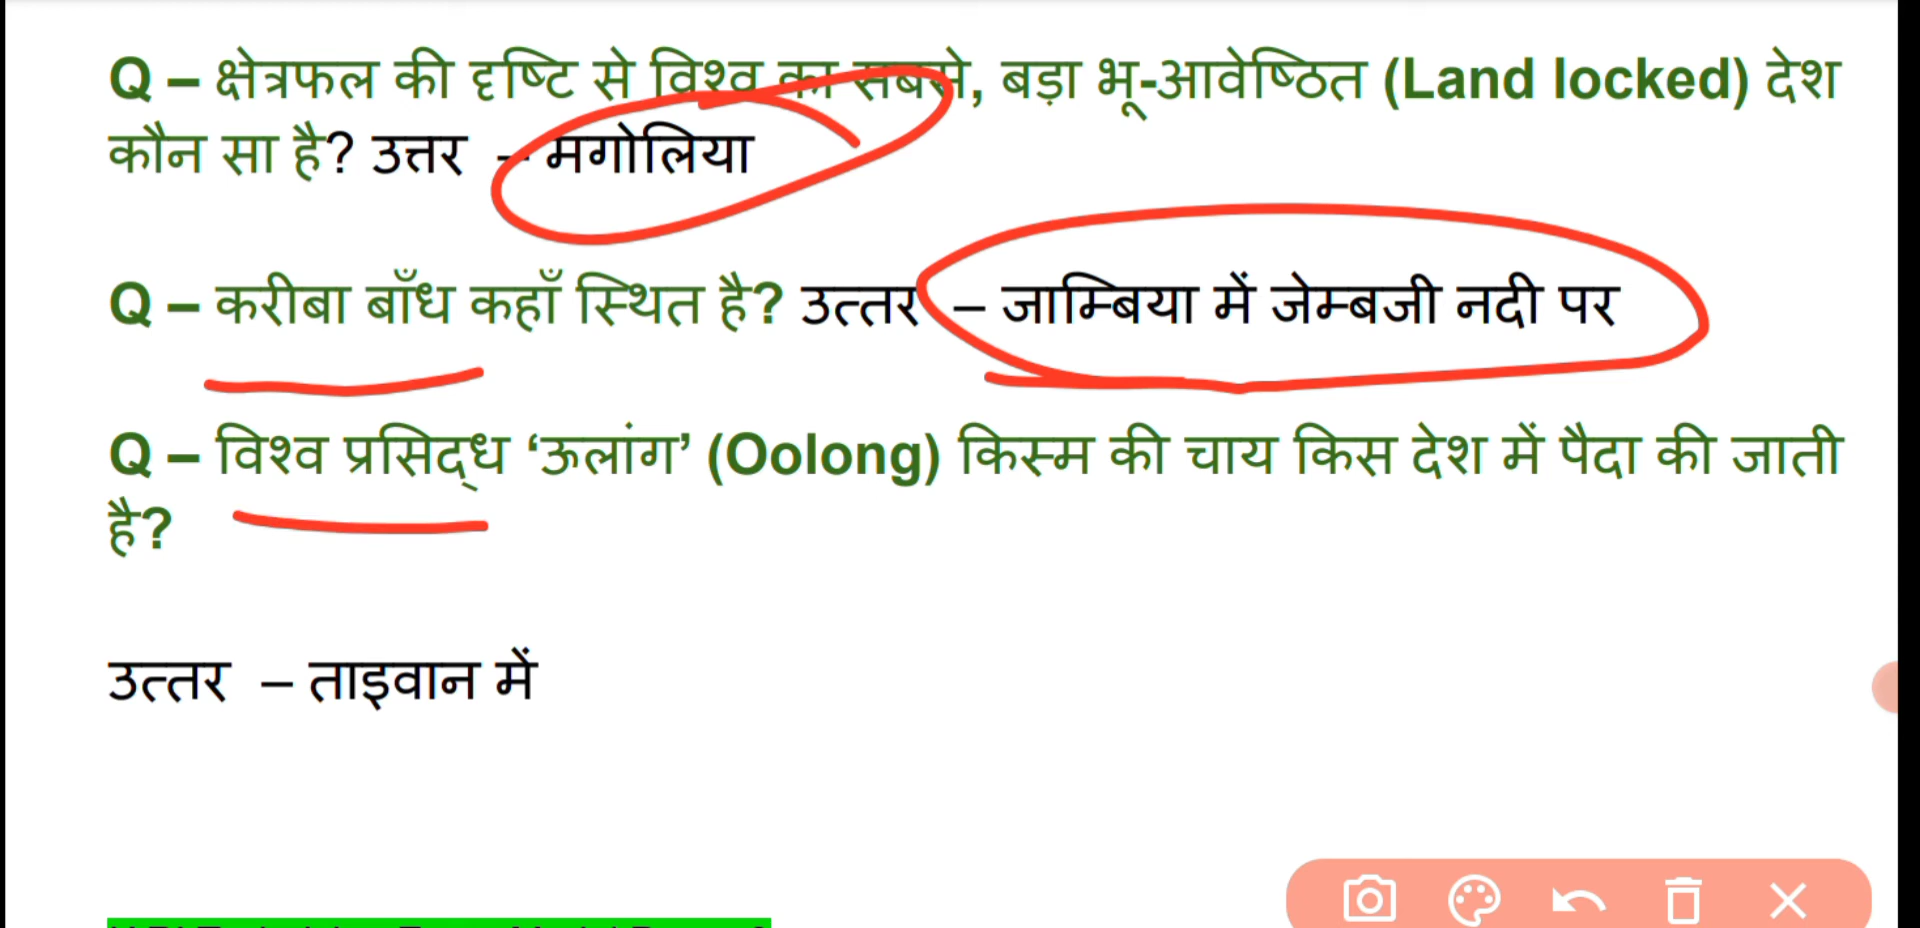 Q – क्षेत्रफल की दृष्टि से विश्व का सबसे, बड़ा भू-आवेष्ठित (Land locked) देश
कौन सा है? उत्तर – मगोलिया
Q – करीबा बाँध कहाँ स्थित है? उत्तर – जाम्बिया में जेम्बजी नदी पर
Q – विश्व प्रसिद्ध ‘ऊलांग’ (Oolong) किस्म की चाय किस देश में पैदा की जाती
है?
उत्तर – ताइवान में